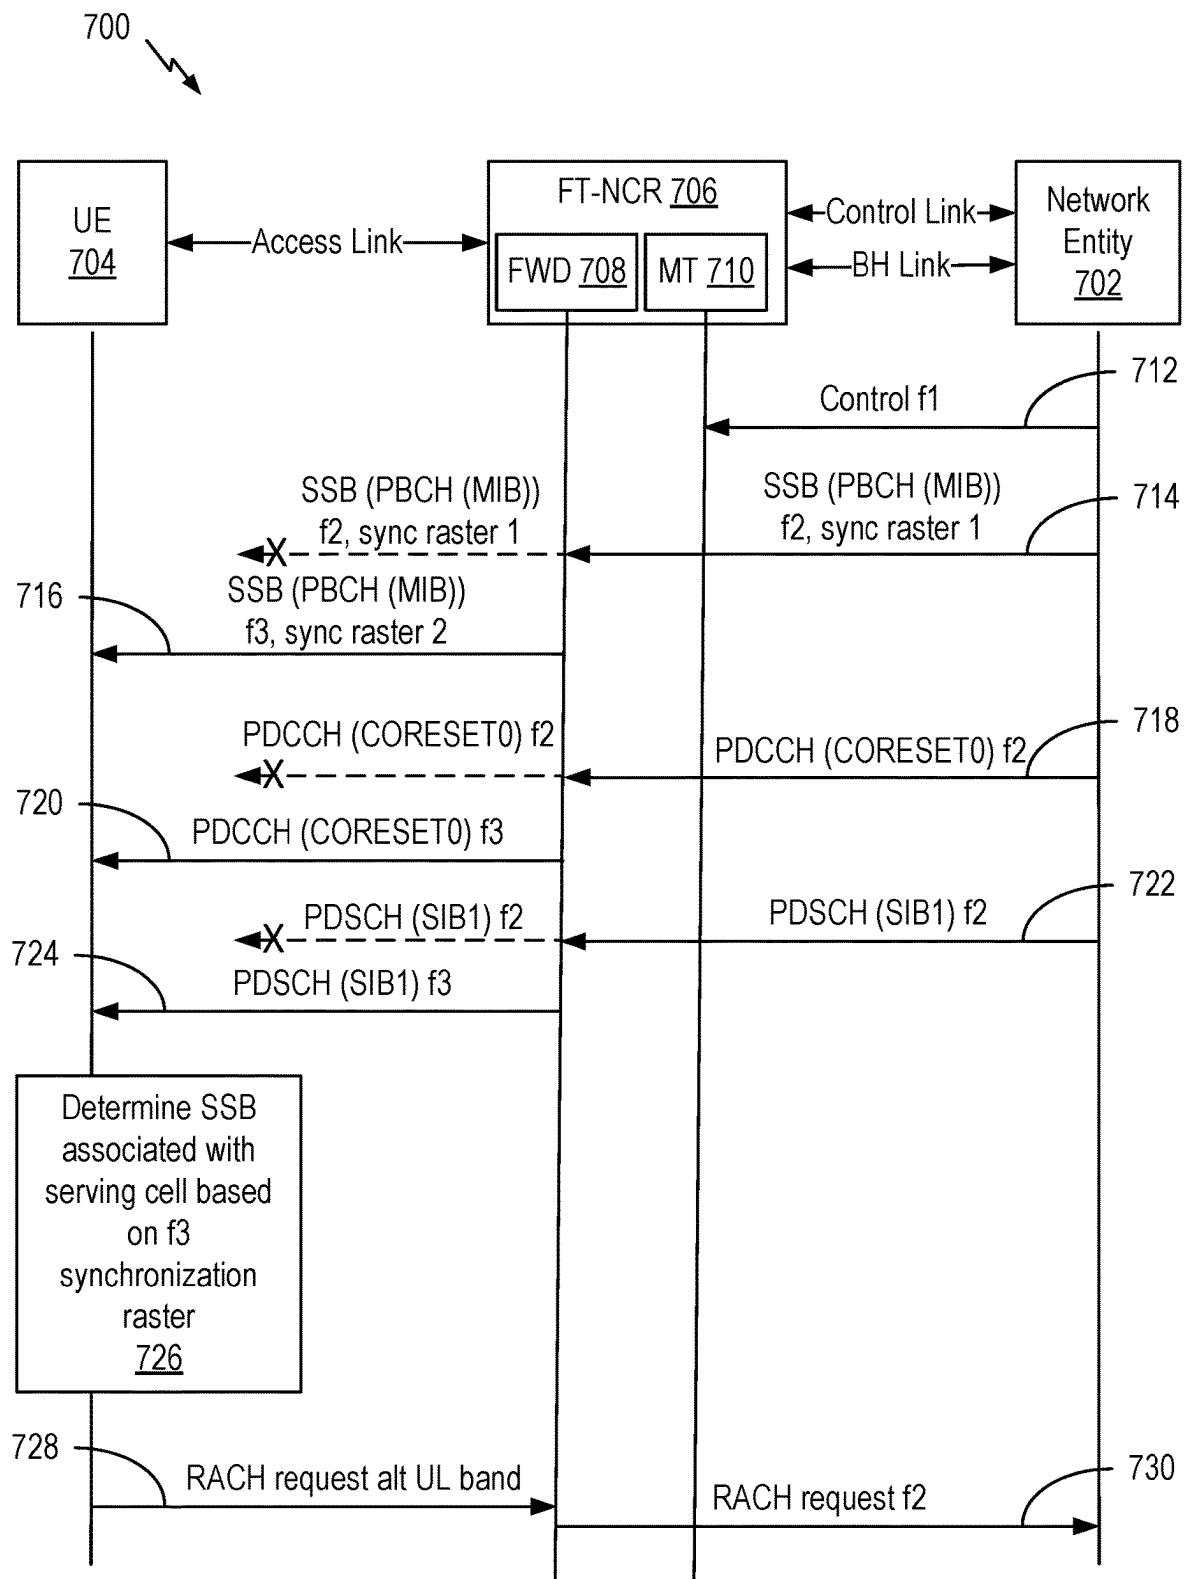 700
UE
704
Access Link
FT-NCR 706
FWD 708
MT 710
Control Link
BH Link
Network
Entity
702
712
Control f1
SSB (PBCH (MIB))
f2, sync raster 1
X
SSB (PBCH (MIB))
f2, sync raster 1
714
716
SSB (PBCH (MIB))
f3, sync raster 2
PDCCH (CORESET0) f2
X
PDCCH (CORESET0) f2
718
720
PDCCH (CORESET0) f3
PDSCH (SIB1) f2
X
PDSCH (SIB1) f2
722
724
PDSCH (SIB1) f3
Determine SSB
associated with
serving cell based
on f3
synchronization
raster
726
728
RACH request alt UL band
RACH request f2
730